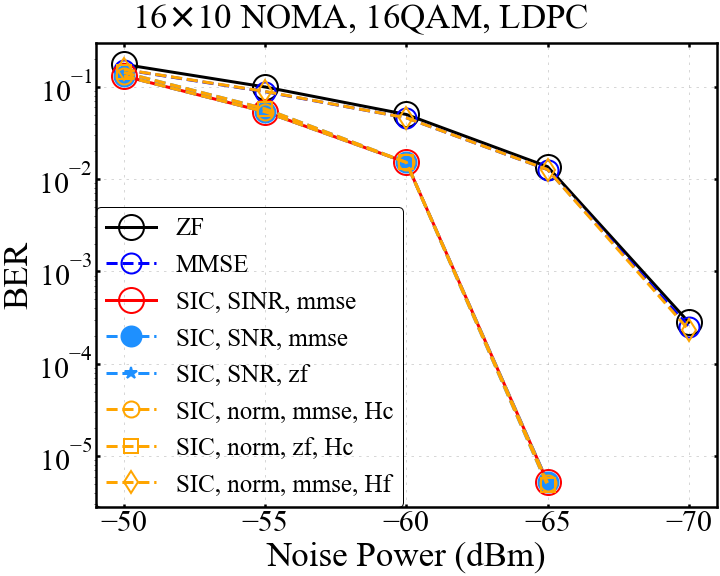 16×10 NOMA, 16QAM, LDPC
BER
10⁻¹
10⁻²
10⁻³
10⁻⁴
10⁻⁵
ZF
MMSE
SIC, SINR, mmse
SIC, SNR, mmse
SIC, SNR, zf
SIC, norm, mmse, Hc
SIC, norm, zf, Hc
SIC, norm, mmse, Hf
−50 −55 −60 −65 −70
Noise Power (dBm)